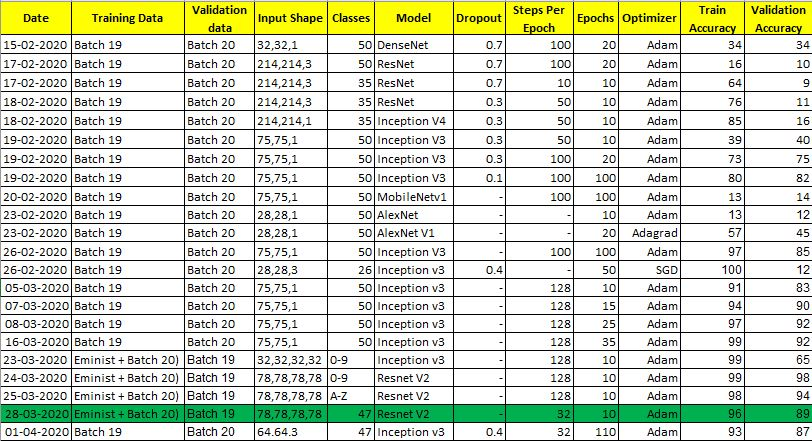 Date Training Data Validation data Input Shape Classes Model Dropout Steps Per Epoch Epochs Optimizer Train Accuracy Validation Accuracy
15-02-2020 Batch 19 Batch 20 32,32,1 50 DenseNet 0.7 100 20 Adam 34 34
17-02-2020 Batch 19 Batch 20 214,214,3 50 ResNet 0.7 100 20 Adam 16 10
17-02-2020 Batch 19 Batch 20 214,214,3 35 ResNet 0.7 10 10 Adam 64 9
18-02-2020 Batch 19 Batch 20 214,214,3 35 ResNet 0.3 50 10 Adam 76 11
18-02-2020 Batch 19 Batch 20 214,214,1 35 Inception V4 0.3 50 10 Adam 85 16
19-02-2020 Batch 19 Batch 20 75,75,1 50 Inception V3 0.3 50 10 Adam 39 40
19-02-2020 Batch 19 Batch 20 75,75,1 50 Inception V3 0.3 100 20 Adam 73 75
19-02-2020 Batch 19 Batch 20 75,75,1 50 Inception V3 0.1 100 100 Adam 80 82
20-02-2020 Batch 19 Batch 20 75,75,1 50 MobileNetv1 - 100 100 Adam 13 14
23-02-2020 Batch 19 Batch 20 28,28,1 50 AlexNet - - 10 Adam 13 12
23-02-2020 Batch 19 Batch 20 28,28,1 50 AlexNet V1 - - 20 Adagrad 57 45
26-02-2020 Batch 19 Batch 20 75,75,1 50 Inception v3 - 100 100 Adam 97 85
26-02-2020 Batch 19 Batch 20 28,28,3 26 Inception v3 0.4 - 50 SGD 100 12
05-03-2020 Batch 19 Batch 20 75,75,1 50 Inception v3 - 128 10 Adam 91 83
07-03-2020 Batch 19 Batch 20 75,75,1 50 Inception v3 - 128 15 Adam 94 90
08-03-2020 Batch 19 Batch 20 75,75,1 50 Inception v3 - 128 25 Adam 97 92
16-03-2020 Batch 19 Batch 20 75,75,1 50 Inception v3 - 128 35 Adam 99 92
23-03-2020 Eminist + Batch 20) Batch 19 32,32,32,32 0-9 Inception v3 - 128 10 Adam 99 65
24-03-2020 Eminist + Batch 20) Batch 19 78,78,78,78 0-9 Resnet V2 - 128 10 Adam 99 98
25-03-2020 Eminist + Batch 20) Batch 19 78,78,78,78 A-Z Resnet V2 - 128 10 Adam 98 94
28-03-2020 Eminist + Batch 20) Batch 19 78,78,78,78 47 Resnet V2 - 32 10 Adam 96 89
01-04-2020 Batch 19 Batch 20 64.64.3 47 Inception v3 0.4 32 110 Adam 93 87